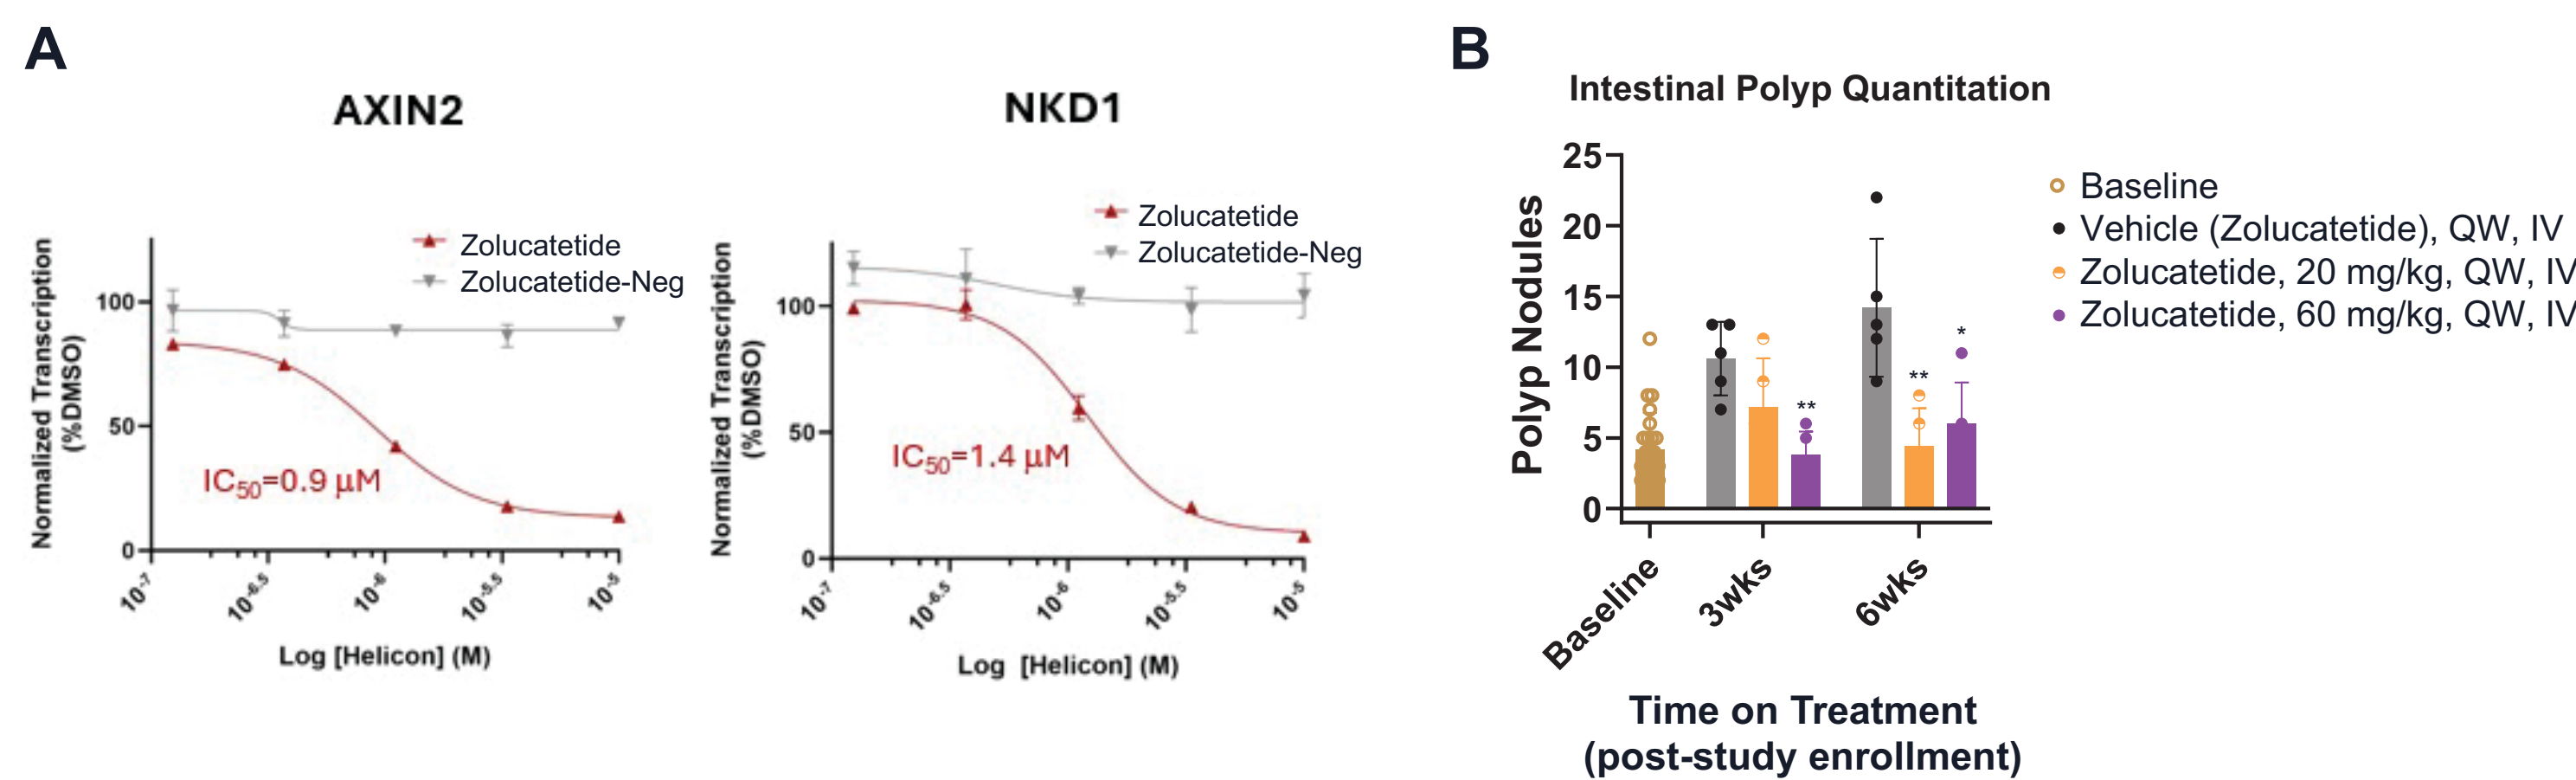 A
AXIN2
Zolucatetide
Zolucatetide-Neg
Normalized Transcription
(%DMSO)
100
50
0
IC50=0.9 µM
10-7
10-6.5
10-6
10-5.5
10-5
Log [Helicon] (M)
NKD1
Zolucatetide
Zolucatetide-Neg
Normalized Transcription
(%DMSO)
100
50
0
IC50=1.4 µM
10-7
10-6.5
10-6
10-5.5
10-5
Log [Helicon] (M)
B
Intestinal Polyp Quantitation
Polyp Nodules
25
20
15
10
5
0
**
**
*
Baseline
3wks
6wks
Time on Treatment
(post-study enrollment)
Baseline
Vehicle (Zolucatetide), QW, IV
Zolucatetide, 20 mg/kg, QW, IV
Zolucatetide, 60 mg/kg, QW, IV